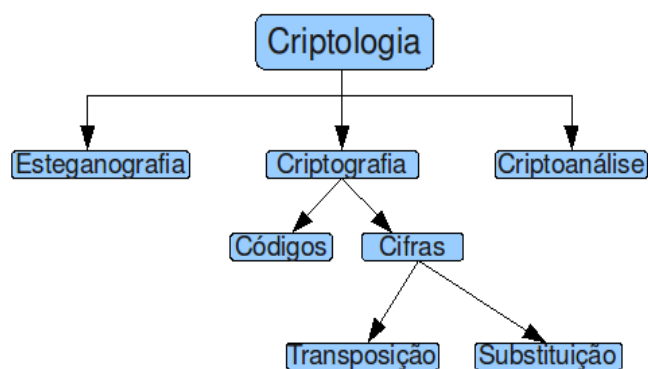 Criptologia
Esteganografia
Criptografia
Criptoanálise
Códigos
Cifras
Transposição
Substituição